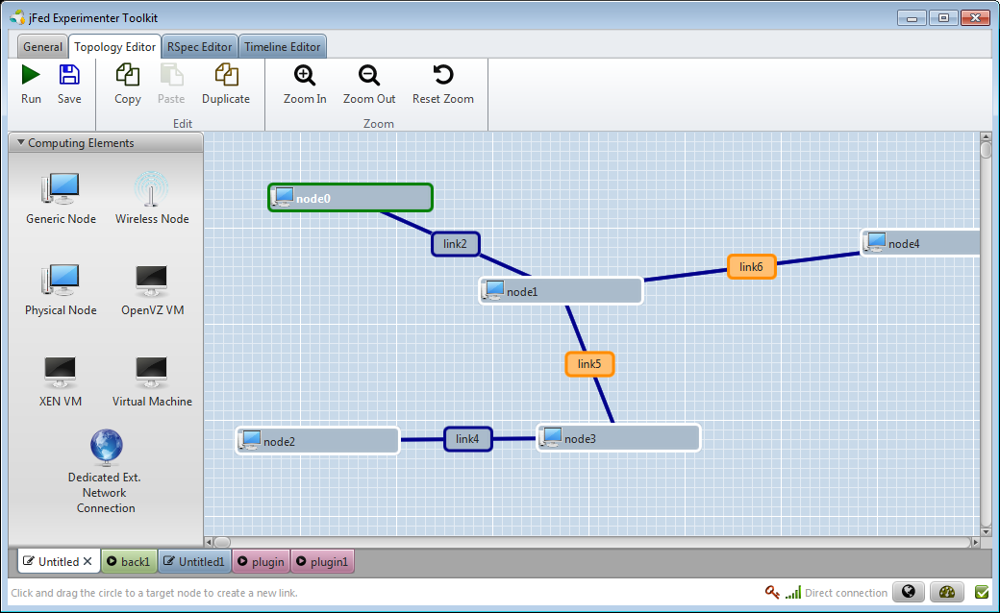 jFed Experimenter Toolkit
General Topology Editor RSpec Editor Timeline Editor
Run Save Copy Paste Duplicate Zoom In Zoom Out Reset Zoom
Edit Zoom
Computing Elements
Generic Node Wireless Node
Physical Node OpenVZ VM
XEN VM Virtual Machine
Dedicated Ext.
Network
Connection
node0
link2
node4
link6
node1
link5
node2 link4 node3
Untitled back1 Untitled1 plugin plugin1
Click and drag the circle to a target node to create a new link. Direct connection